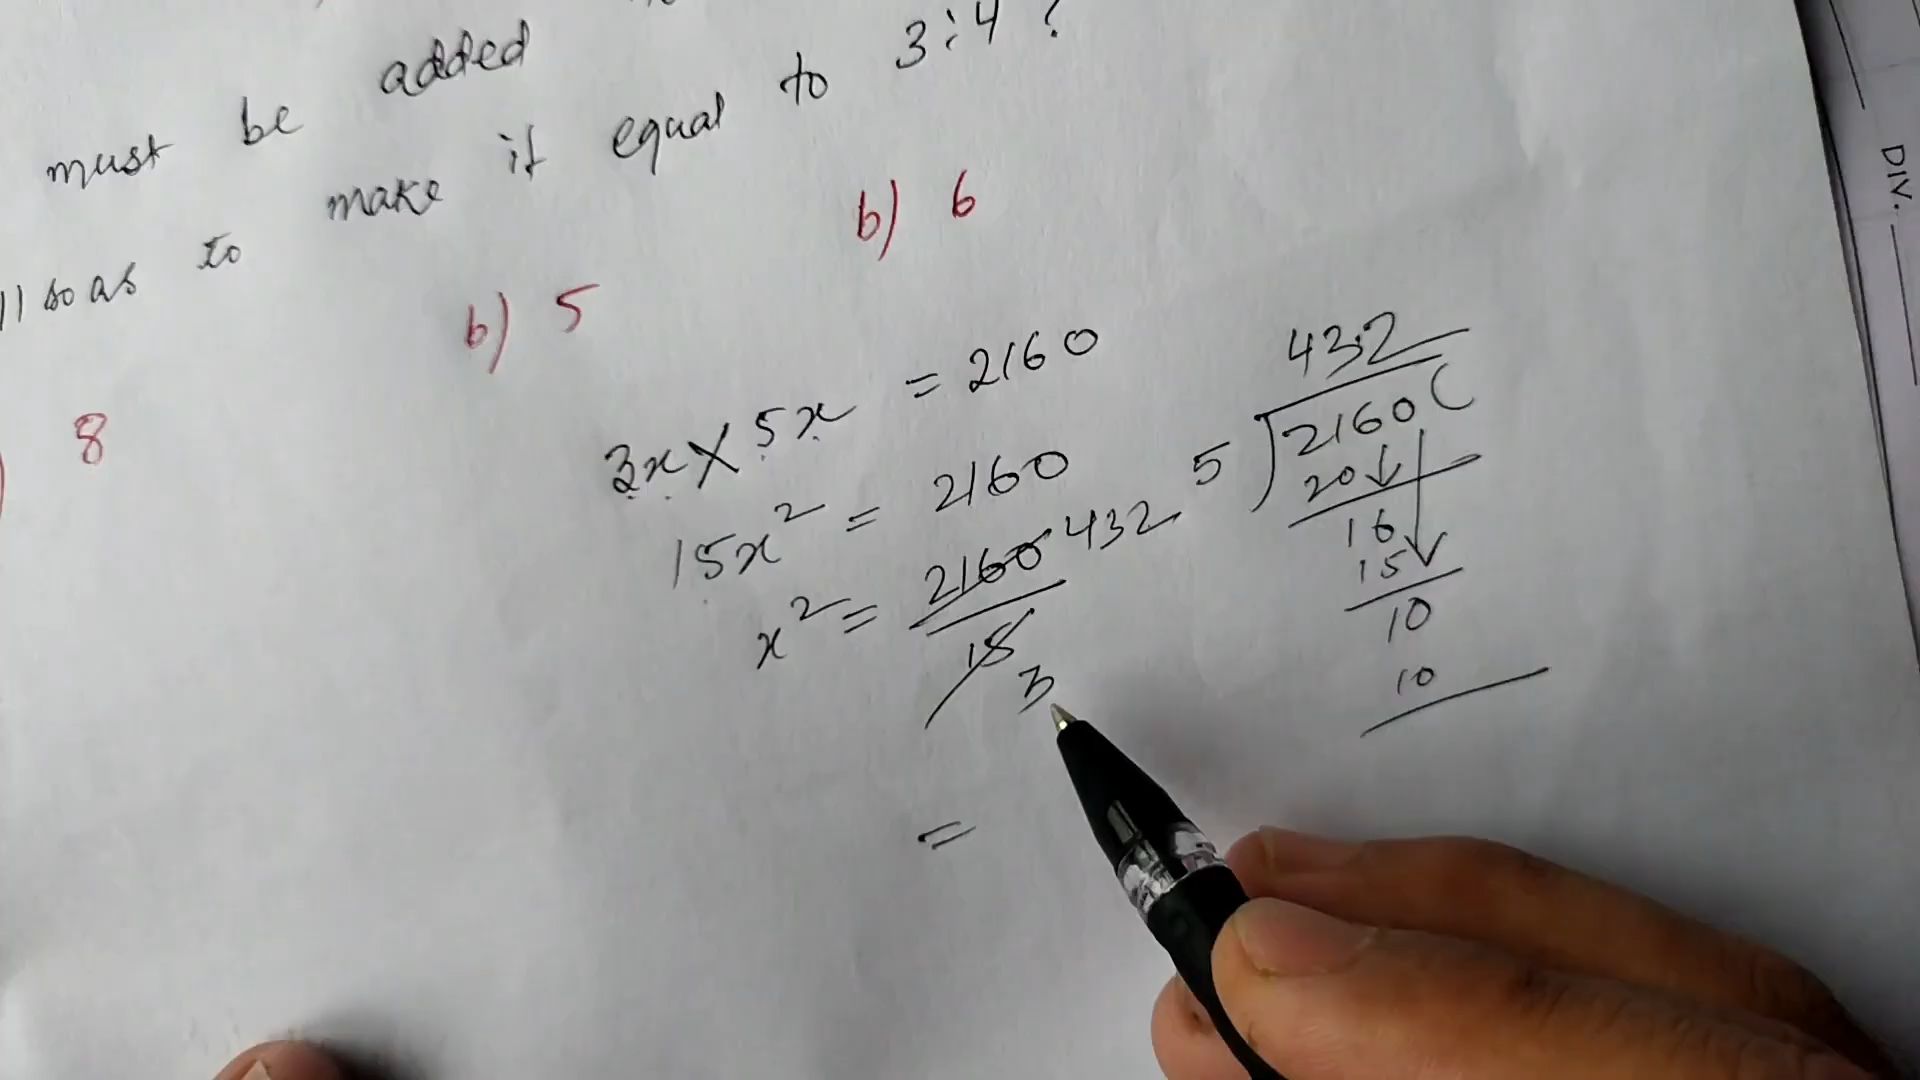 must be added
11 so as to make it equal to 3:4 ?
b) 5 b) 6
) 8
3x × 5x = 2160
15x² = 2160
x² = 2160 432
15 3
=
432
5 ) 2160 (
20
16
15
10
10
DIV.